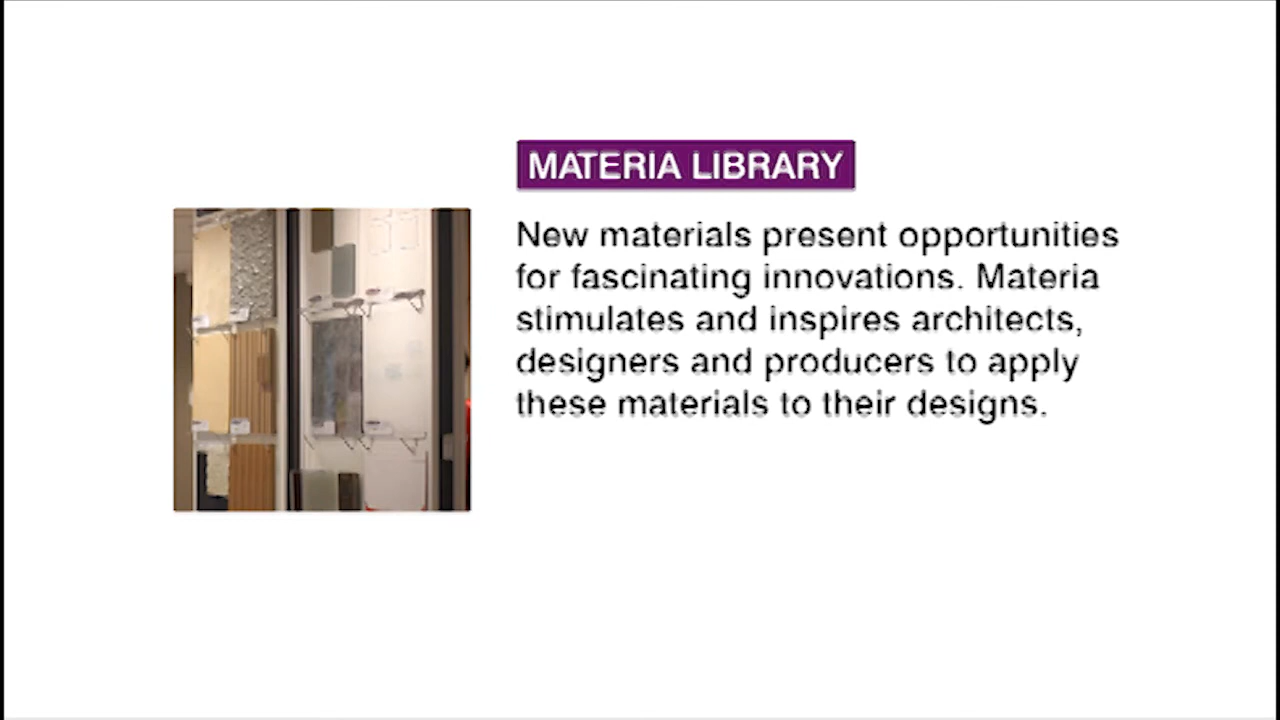 MATERIA LIBRARY
New materials present opportunities
for fascinating innovations. Materia
stimulates and inspires architects,
designers and producers to apply
these materials to their designs.